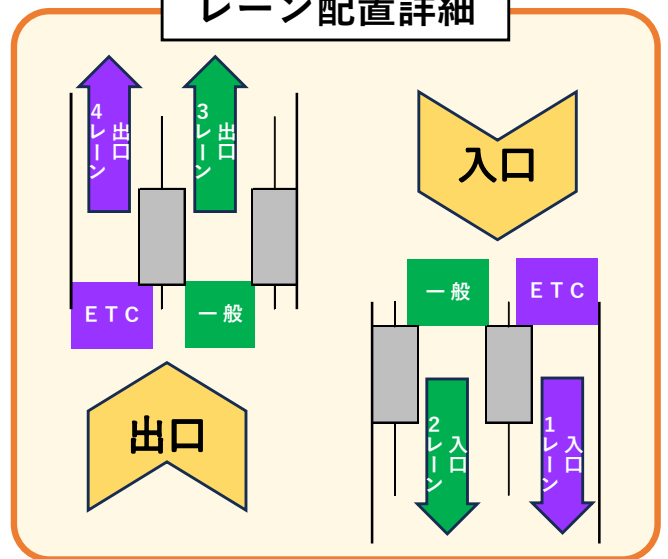 レーン配置詳細
出口
4レーン
出口
3レーン
入口
ETC
一般
一般
ETC
出口
入口
2レーン
入口
1レーン